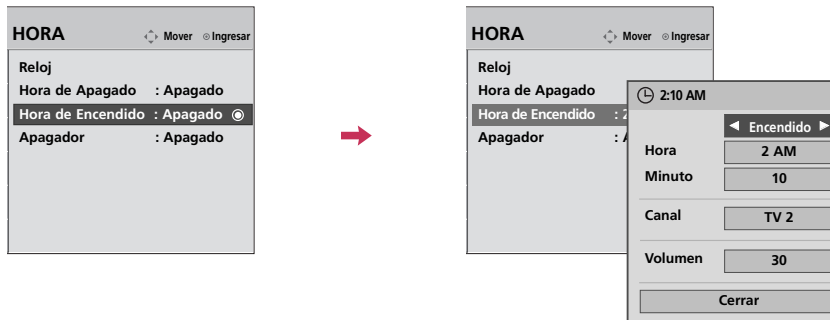 HORA Mover Ingresar
Reloj
Hora de Apagado : Apagado
Hora de Encendido : Apagado
Apagador : Apagado
HORA Mover Ingresar
Reloj
Hora de Apagado
Hora de Encendido : 2
Apagador :
2:10 AM
Encendido
Hora 2 AM
Minuto 10
Canal TV 2
Volumen 30
Cerrar